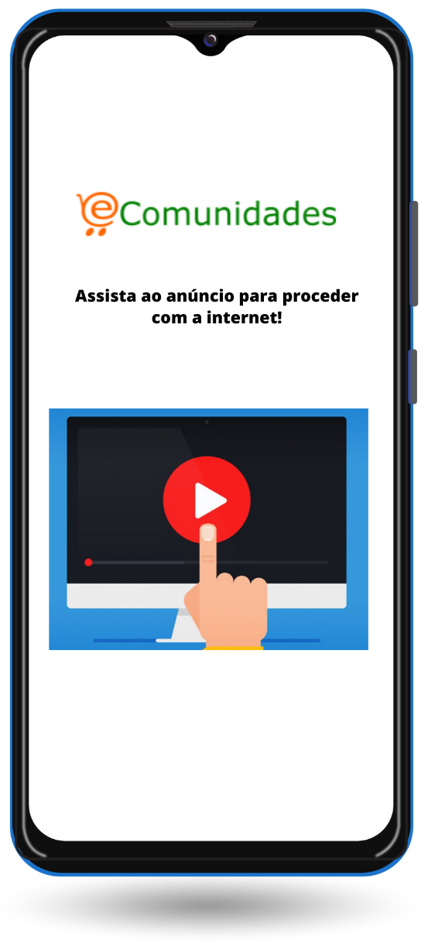 eComunidades
Assista ao anúncio para proceder
com a internet!